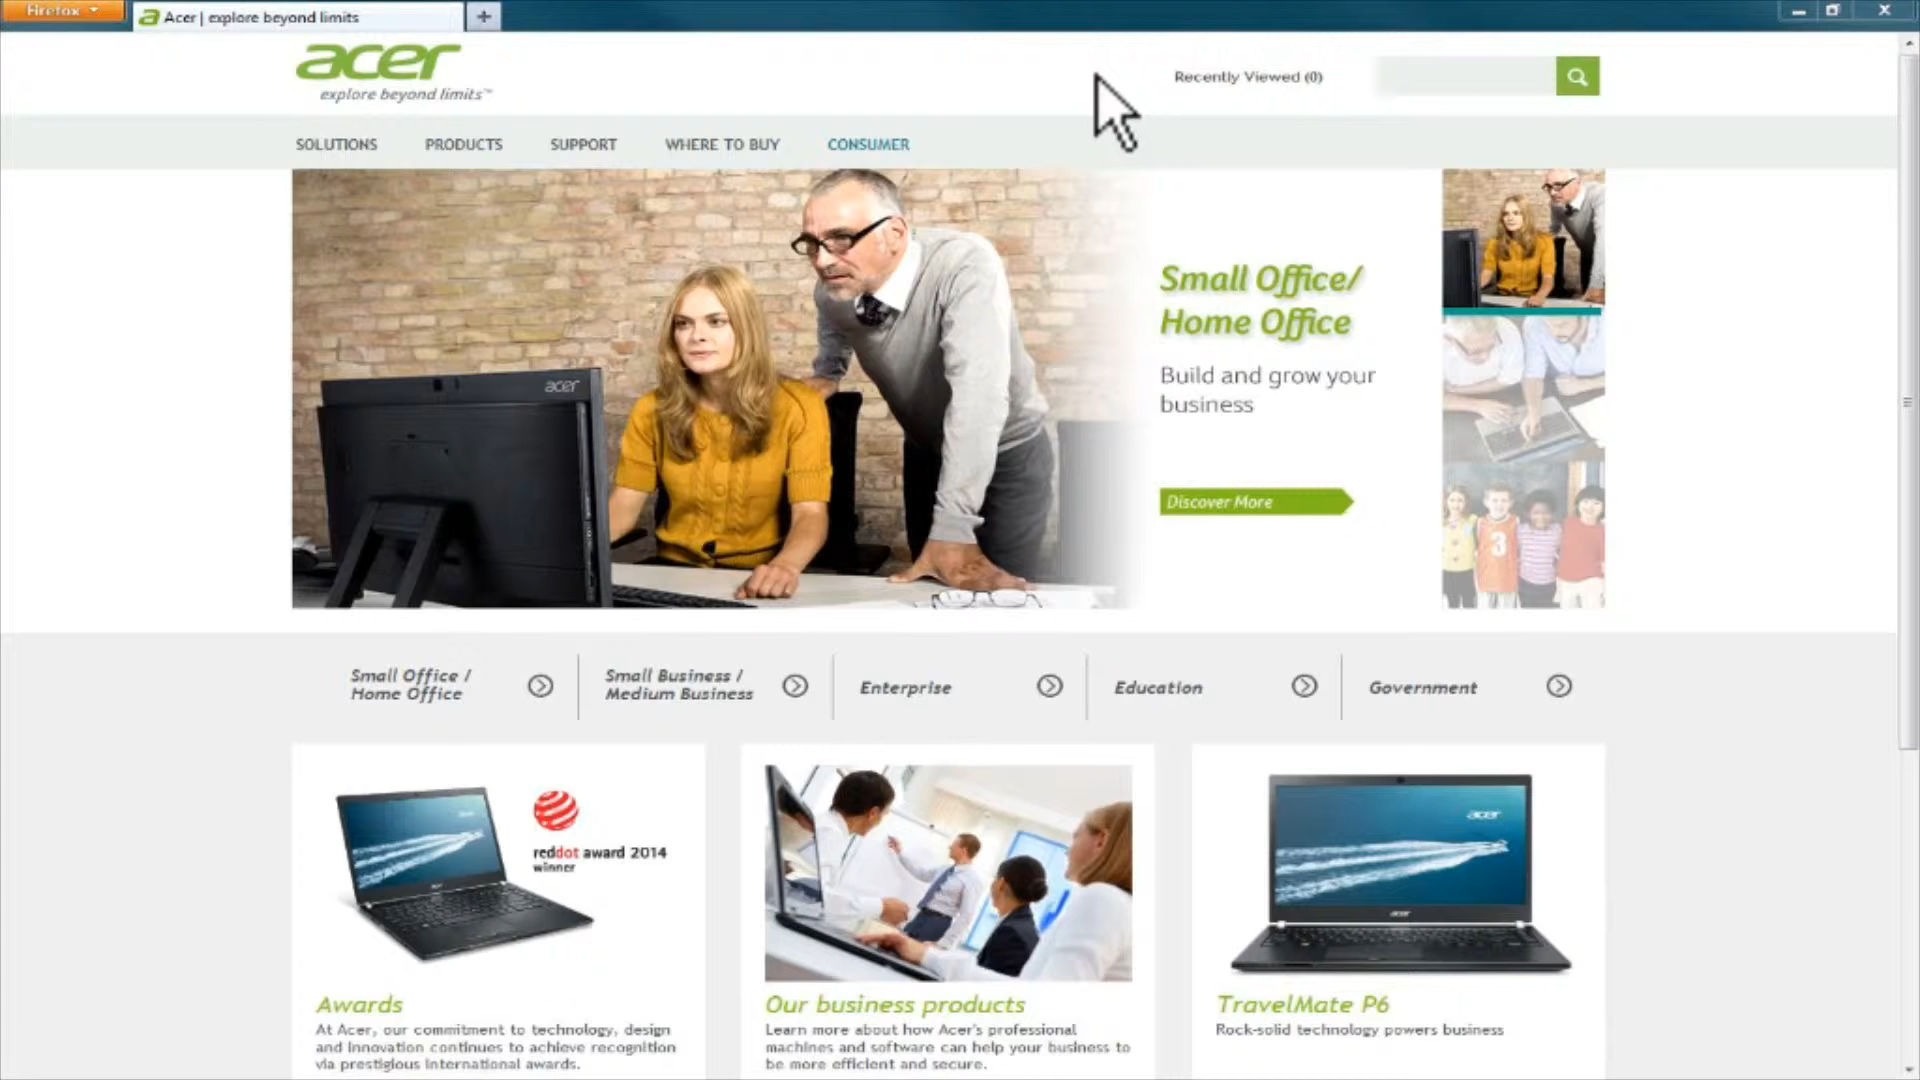 Firefox
Acer | explore beyond limits
acer
explore beyond limits™
Recently Viewed (0)
SOLUTIONS
PRODUCTS
SUPPORT
WHERE TO BUY
CONSUMER
acer
Small Office/
Home Office
Build and grow your
business
Discover More
3
Small Office /
Home Office
Small Business /
Medium Business
Enterprise
Education
Government
acer
reddot award 2014
winner
acer
acer
Awards
At Acer, our commitment to technology, design
and innovation continues to achieve recognition
via prestigious international awards.
Our business products
Learn more about how Acer's professional
machines and software can help your business to
be more efficient and secure.
TravelMate P6
Rock-solid technology powers business